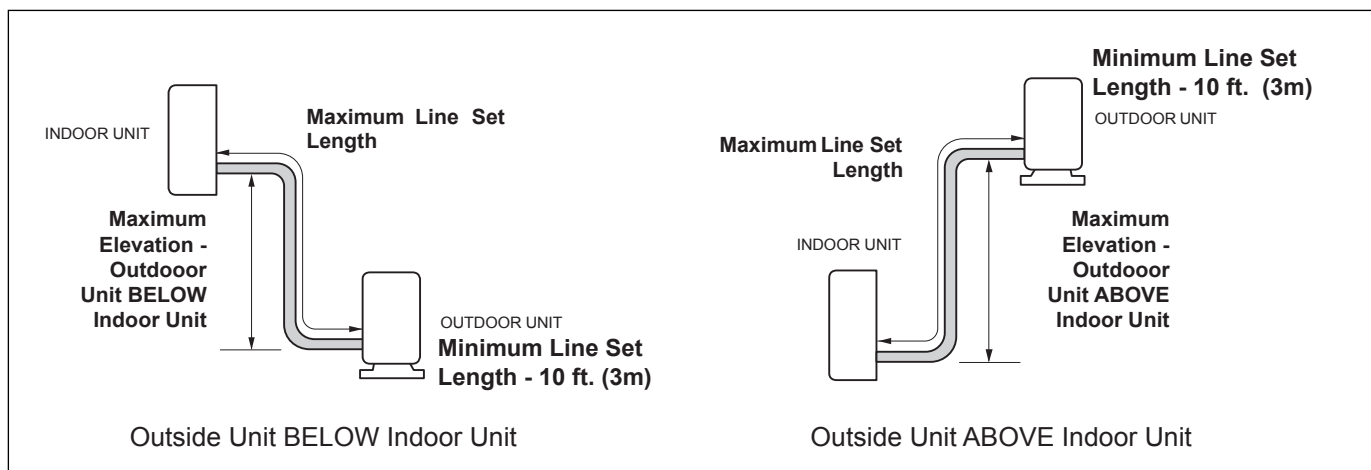 INDOOR UNIT
Maximum Line Set
Length
Maximum
Elevation -
Outdooor
Unit BELOW
Indoor Unit
OUTDOOR UNIT
Minimum Line Set
Length - 10 ft. (3m)
Outside Unit BELOW Indoor Unit
Minimum Line Set
Length - 10 ft. (3m)
OUTDOOR UNIT
Maximum Line Set
Length
INDOOR UNIT
Maximum
Elevation -
Outdooor
Unit ABOVE
Indoor Unit
Outside Unit ABOVE Indoor Unit